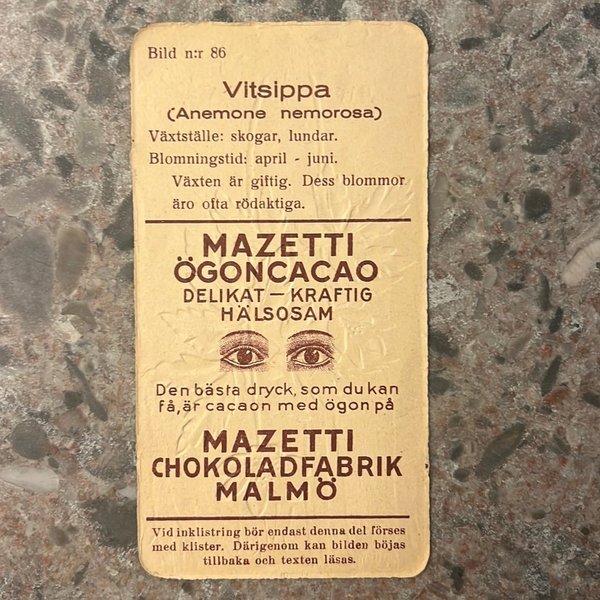 Bild n:r 86
Vitsippa
(Anemone nemorosa)
Växtställe: skogar, lundar.
Blomningstid: april - juni.
Växten är giftig. Dess blommor
äro ofta rödaktiga.
MAZETTI
ÖGONCACAO
DELIKAT — KRAFTIG
HÄLSOSAM
Den bästa dryck, som du kan
få, är cacaon med ögon på
MAZETTI
CHOKOLADFABRIK
MALMÖ
Vid inklistring bör endast denna del förses
med klister. Därigenom kan bilden böjas
tillbaka och texten läsas.